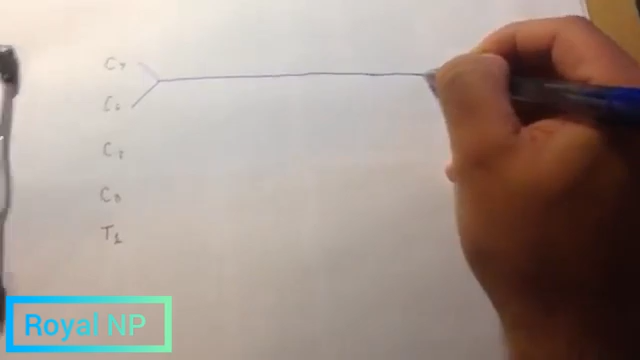 C₅
C₆
C₇
C₈
T₁
Royal NP